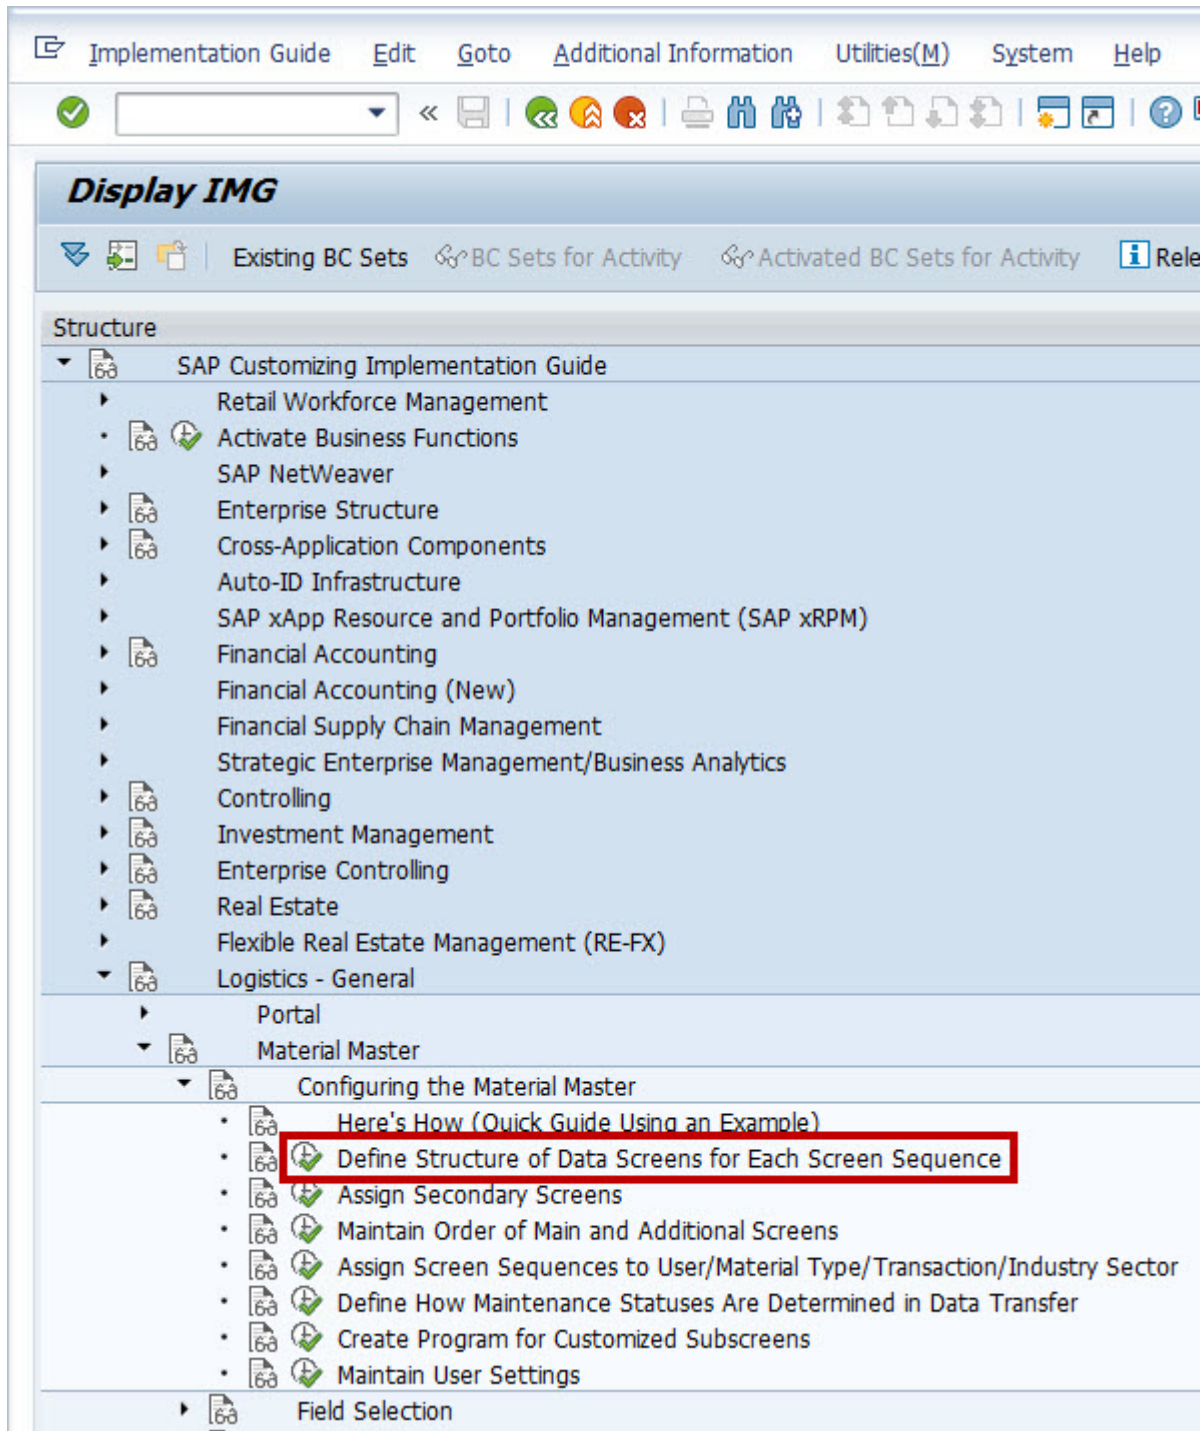 Implementation Guide Edit Goto Additional Information Utilities(M) System Help
Display IMG
Existing BC Sets BC Sets for Activity Activated BC Sets for Activity Rele
Structure
SAP Customizing Implementation Guide
Retail Workforce Management
Activate Business Functions
SAP NetWeaver
Enterprise Structure
Cross-Application Components
Auto-ID Infrastructure
SAP xApp Resource and Portfolio Management (SAP xRPM)
Financial Accounting
Financial Accounting (New)
Financial Supply Chain Management
Strategic Enterprise Management/Business Analytics
Controlling
Investment Management
Enterprise Controlling
Real Estate
Flexible Real Estate Management (RE-FX)
Logistics - General
Portal
Material Master
Configuring the Material Master
Here's How (Quick Guide Using an Example)
Define Structure of Data Screens for Each Screen Sequence
Assign Secondary Screens
Maintain Order of Main and Additional Screens
Assign Screen Sequences to User/Material Type/Transaction/Industry Sector
Define How Maintenance Statuses Are Determined in Data Transfer
Create Program for Customized Subscreens
Maintain User Settings
Field Selection